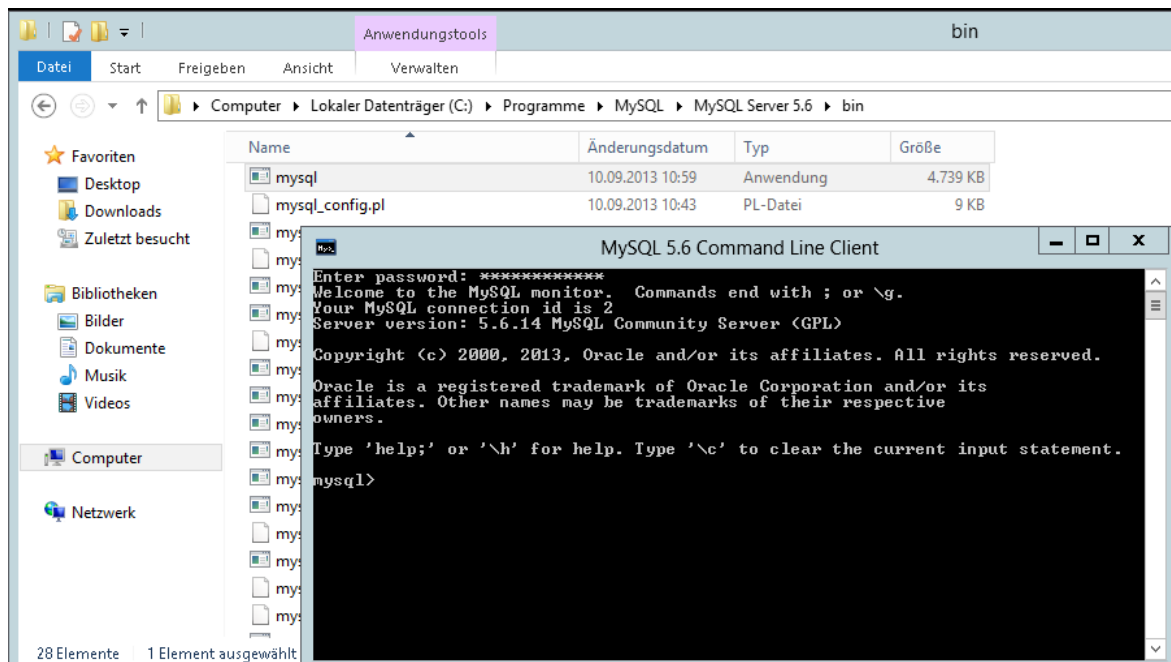 Anwendungstools bin
Datei Start Freigeben Ansicht Verwalten
Computer Lokaler Datenträger (C:) Programme MySQL MySQL Server 5.6 bin
Name Änderungsdatum Typ Größe
Favoriten
Desktop
Downloads
Zuletzt besucht
Bibliotheken
Bilder
Dokumente
Musik
Videos
Computer
Netzwerk
mysql 10.09.2013 10:59 Anwendung 4.739 KB
mysql_config.pl 10.09.2013 10:43 PL-Datei 9 KB
MySQL 5.6 Command Line Client
Enter password: ************
Welcome to the MySQL monitor.  Commands end with ; or \g.
Your MySQL connection id is 2
Server version: 5.6.14 MySQL Community Server (GPL)
Copyright (c) 2000, 2013, Oracle and/or its affiliates. All rights reserved.
Oracle is a registered trademark of Oracle Corporation and/or its
affiliates. Other names may be trademarks of their respective
owners.
Type 'help;' or '\h' for help. Type '\c' to clear the current input statement.
mysql>
28 Elemente 1 Element ausgewählt